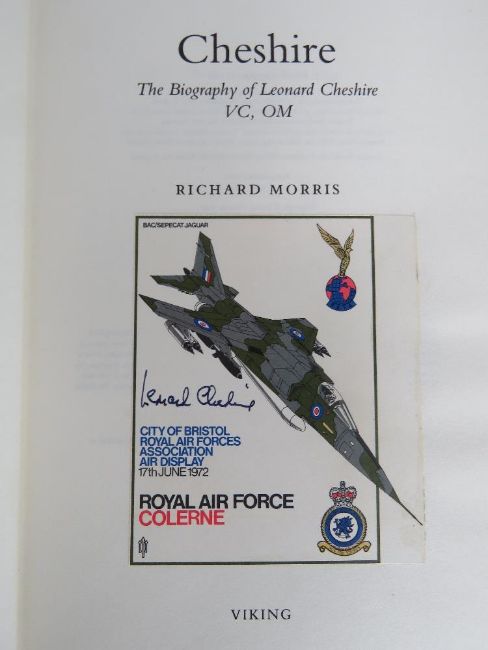 Cheshire
The Biography of Leonard Cheshire
VC, OM
RICHARD MORRIS
BAC/SEPECAT JAGUAR
Leonard Cheshire
CITY OF BRISTOL
ROYAL AIR FORCES
ASSOCIATION
AIR DISPLAY
17th JUNE 1972
ROYAL AIR FORCE
COLERNE
VIKING